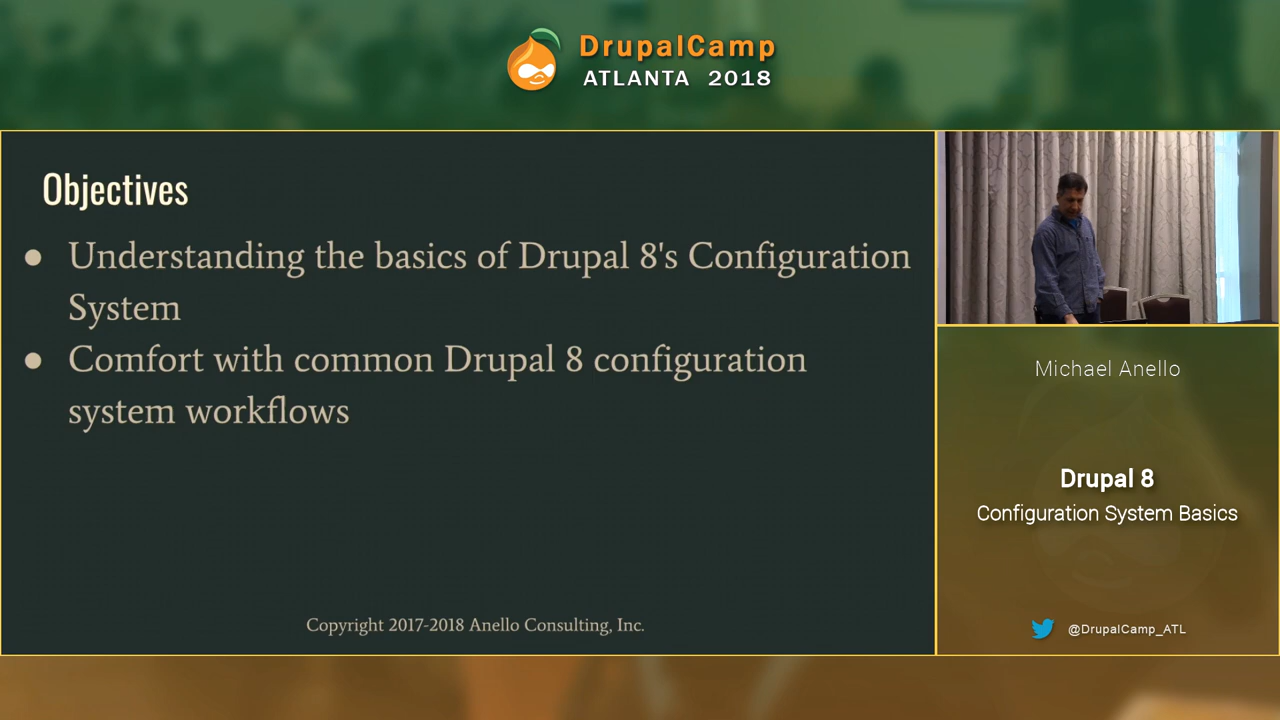 DrupalCamp
ATLANTA 2018
Objectives
● Understanding the basics of Drupal 8's Configuration
System
● Comfort with common Drupal 8 configuration
system workflows
Copyright 2017-2018 Anello Consulting, Inc.
Michael Anello
Drupal 8
Configuration System Basics
@DrupalCamp_ATL